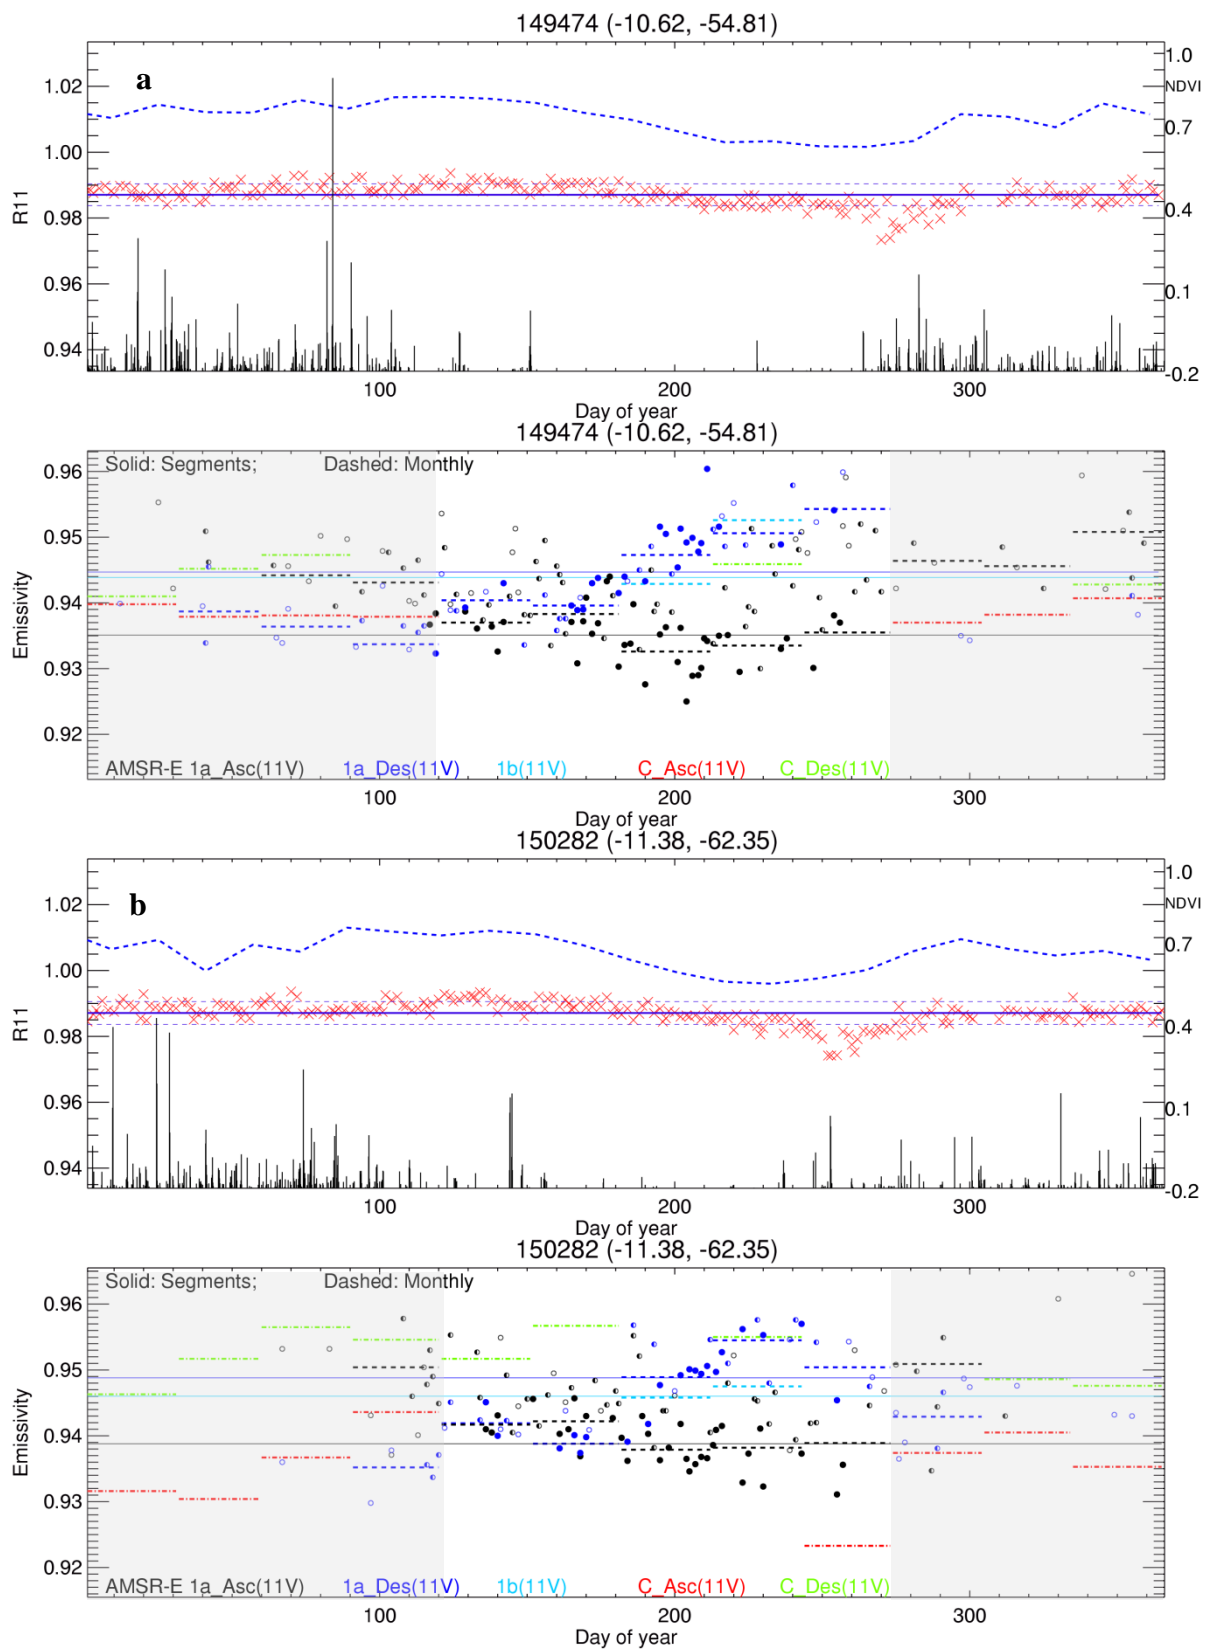 149474 (-10.62, -54.81)
a
1.02
1.00
0.98
0.96
0.94
R11
1.0
NDVI
0.7
0.4
0.1
-0.2
100
200
300
Day of year
149474 (-10.62, -54.81)
Solid: Segments; Dashed: Monthly
0.96
0.95
0.94
0.93
0.92
Emissivity
AMSR-E 1a_Asc(11V) 1a_Des(11V) 1b(11V) C_Asc(11V) C_Des(11V)
100
200
300
Day of year
150282 (-11.38, -62.35)
b
1.02
1.00
0.98
0.96
0.94
R11
1.0
NDVI
0.7
0.4
0.1
-0.2
100
200
300
Day of year
150282 (-11.38, -62.35)
Solid: Segments; Dashed: Monthly
0.96
0.95
0.94
0.93
0.92
Emissivity
AMSR-E 1a_Asc(11V) 1a_Des(11V) 1b(11V) C_Asc(11V) C_Des(11V)
100
200
300
Day of year